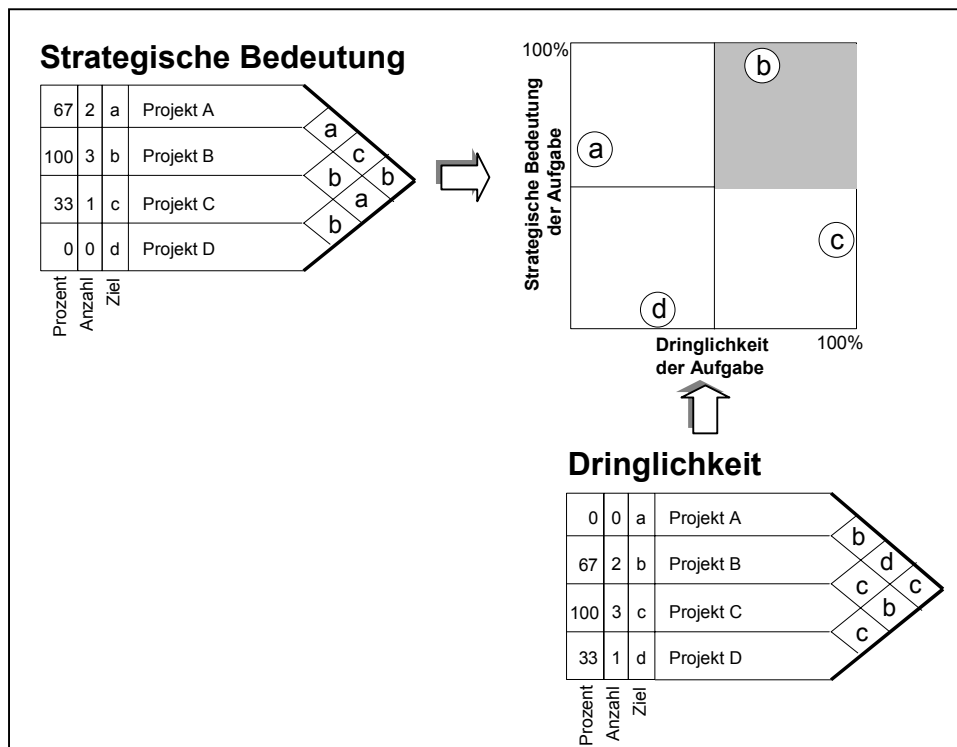 Strategische Bedeutung
67 2 a Projekt A
100 3 b Projekt B
33 1 c Projekt C
0 0 d Projekt D
a
c
b b
a
b
Prozent
Anzahl
Ziel
100%
b
a
c
d
Strategische Bedeutung
der Aufgabe
Dringlichkeit
der Aufgabe
100%
Dringlichkeit
0 0 a Projekt A
67 2 b Projekt B
100 3 c Projekt C
33 1 d Projekt D
b
d
c c
b
c
Prozent
Anzahl
Ziel